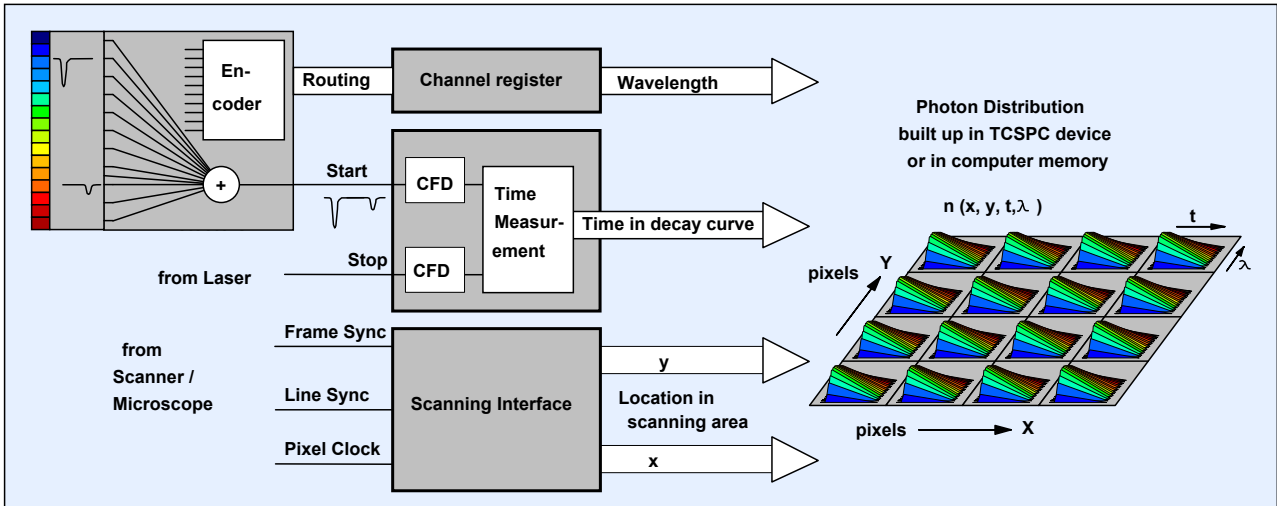 En-
coder
Routing
Channel register
Wavelength
Photon Distribution
built up in TCSPC device
or in computer memory
+
Start
CFD
Time
Measur-
ement
Time in decay curve
n (x, y, t,λ )
t
λ
Stop
CFD
from Laser
pixels
Y
Frame Sync
from
Scanner /
Microscope
Line Sync
Pixel Clock
Scanning Interface
y
Location in
scanning area
x
pixels
X